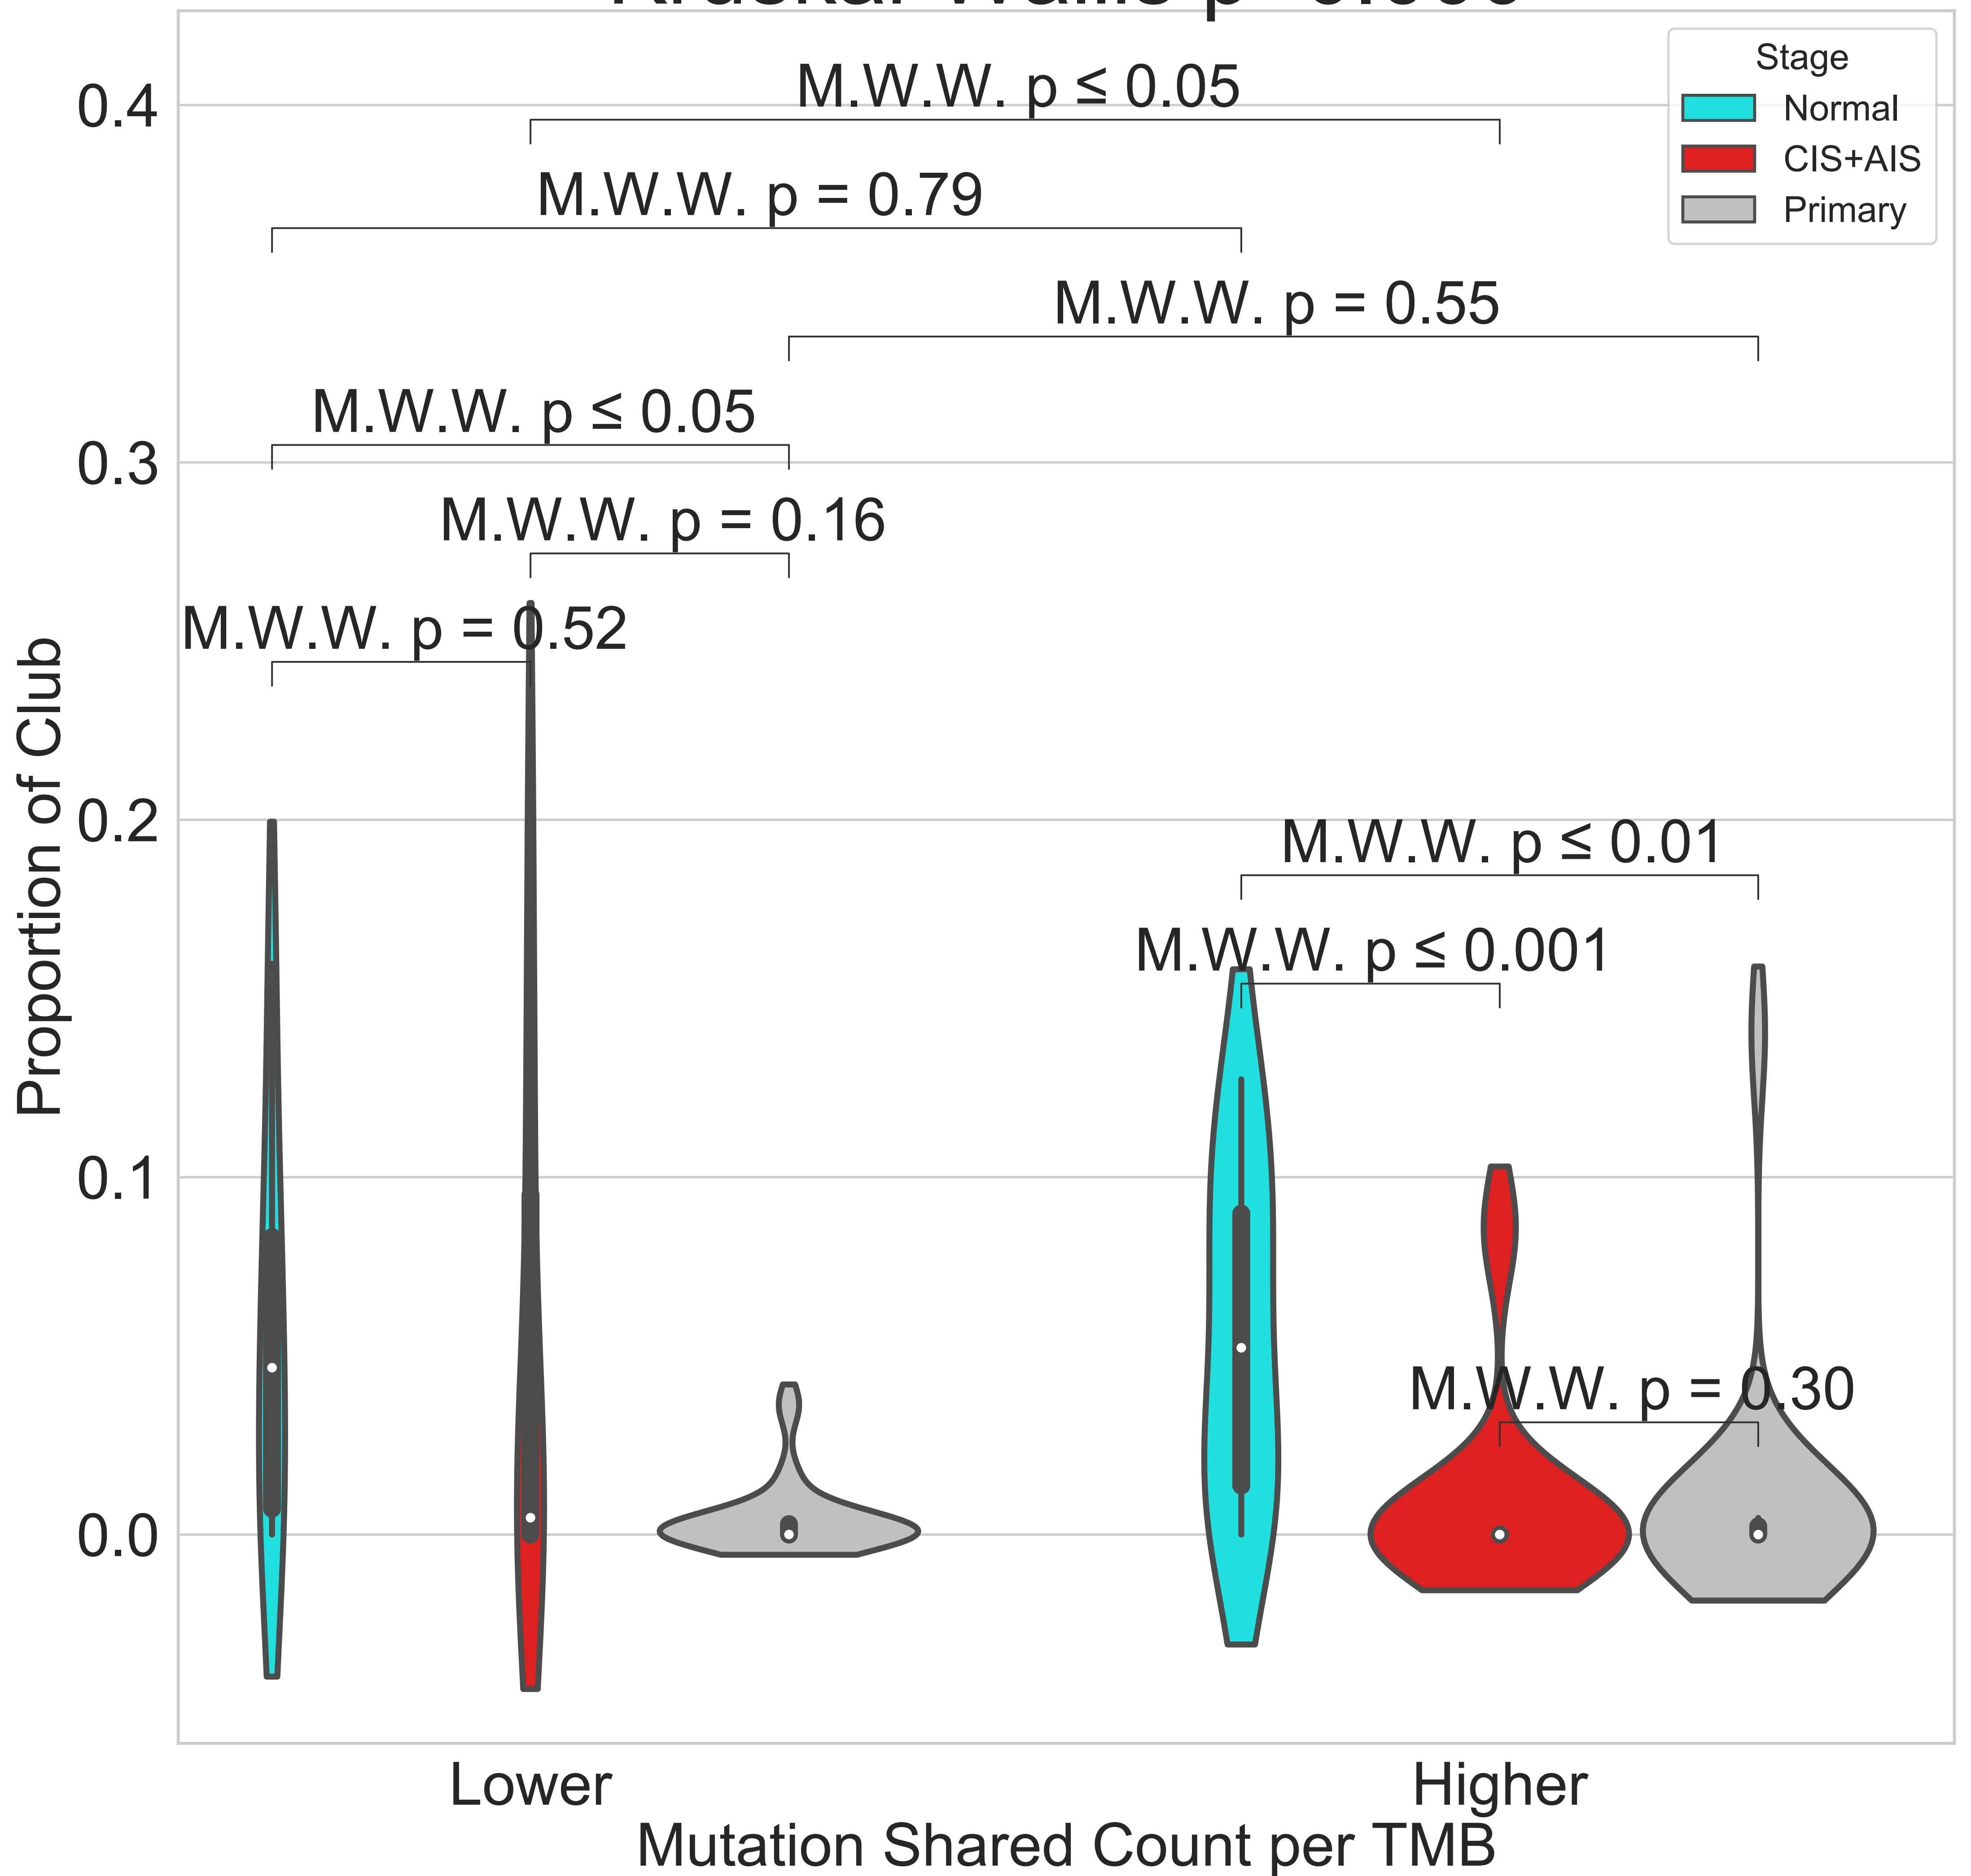 M.W.W. p ≤ 0.05
M.W.W. p = 0.79
M.W.W. p = 0.55
M.W.W. p ≤ 0.05
M.W.W. p = 0.16
M.W.W. p = 0.52
M.W.W. p ≤ 0.01
M.W.W. p ≤ 0.001
M.W.W. p = 0.30
Stage
Normal
CIS+AIS
Primary
0.4
0.3
0.2
0.1
0.0
Proportion of Club
Lower
Higher
Mutation Shared Count per TMB